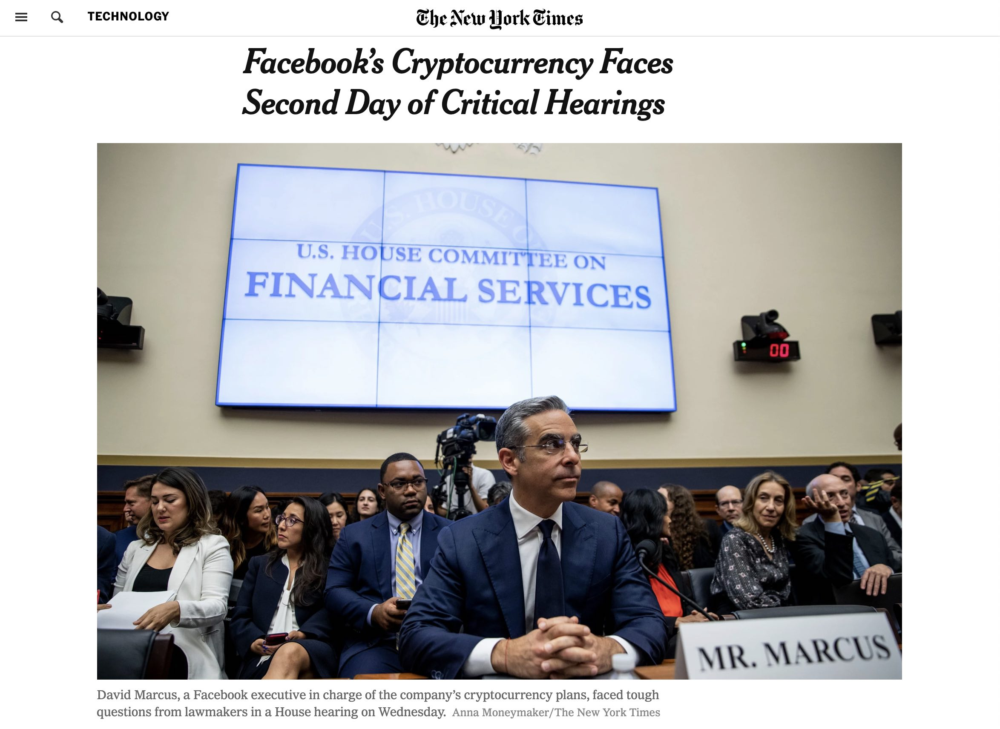 TECHNOLOGY
The New York Times
Facebook’s Cryptocurrency Faces
Second Day of Critical Hearings
U.S. HOUSE OF
U.S. HOUSE COMMITTEE ON
FINANCIAL SERVICES
00
MR. MARCUS
David Marcus, a Facebook executive in charge of the company’s cryptocurrency plans, faced tough
questions from lawmakers in a House hearing on Wednesday. Anna Moneymaker/The New York Times